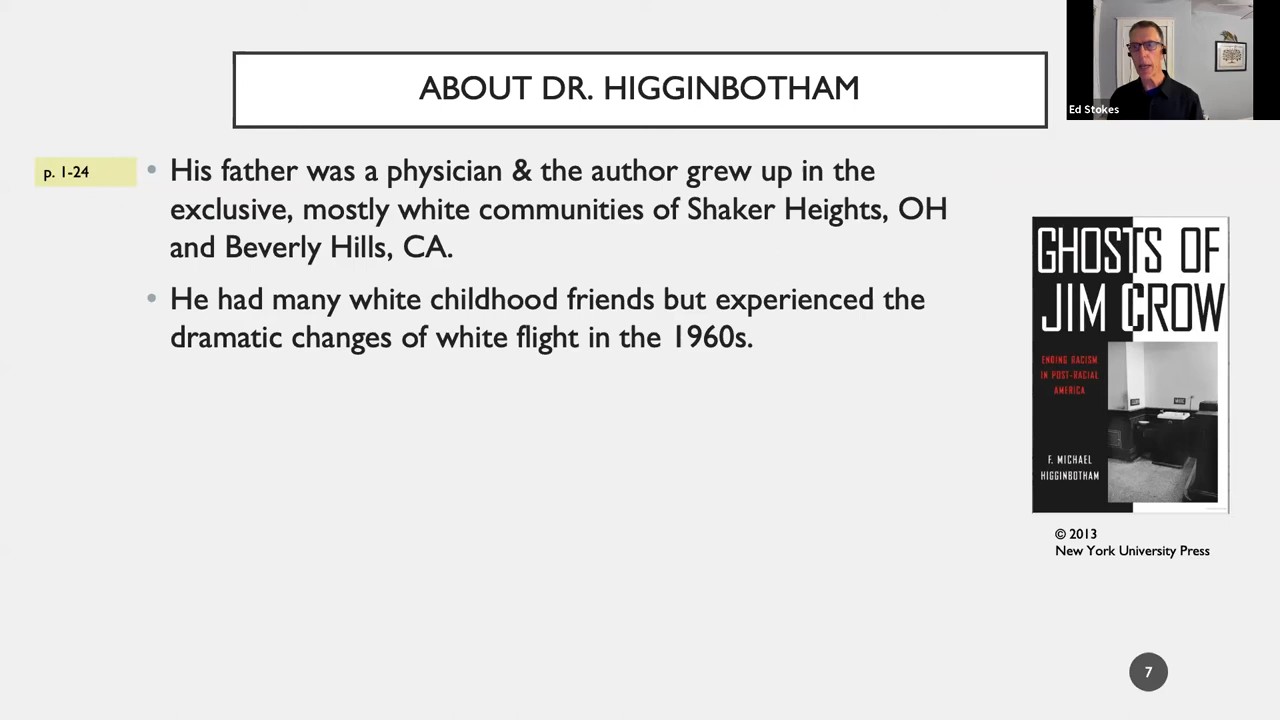 ABOUT DR. HIGGINBOTHAM
Ed Stokes
p. 1-24
• His father was a physician & the author grew up in the
exclusive, mostly white communities of Shaker Heights, OH
and Beverly Hills, CA.
• He had many white childhood friends but experienced the
dramatic changes of white flight in the 1960s.
GHOSTS OF
JIM CROW
ENDING RACISM
IN POST-RACIAL
AMERICA
F. MICHAEL
HIGGINBOTHAM
© 2013
New York University Press
7